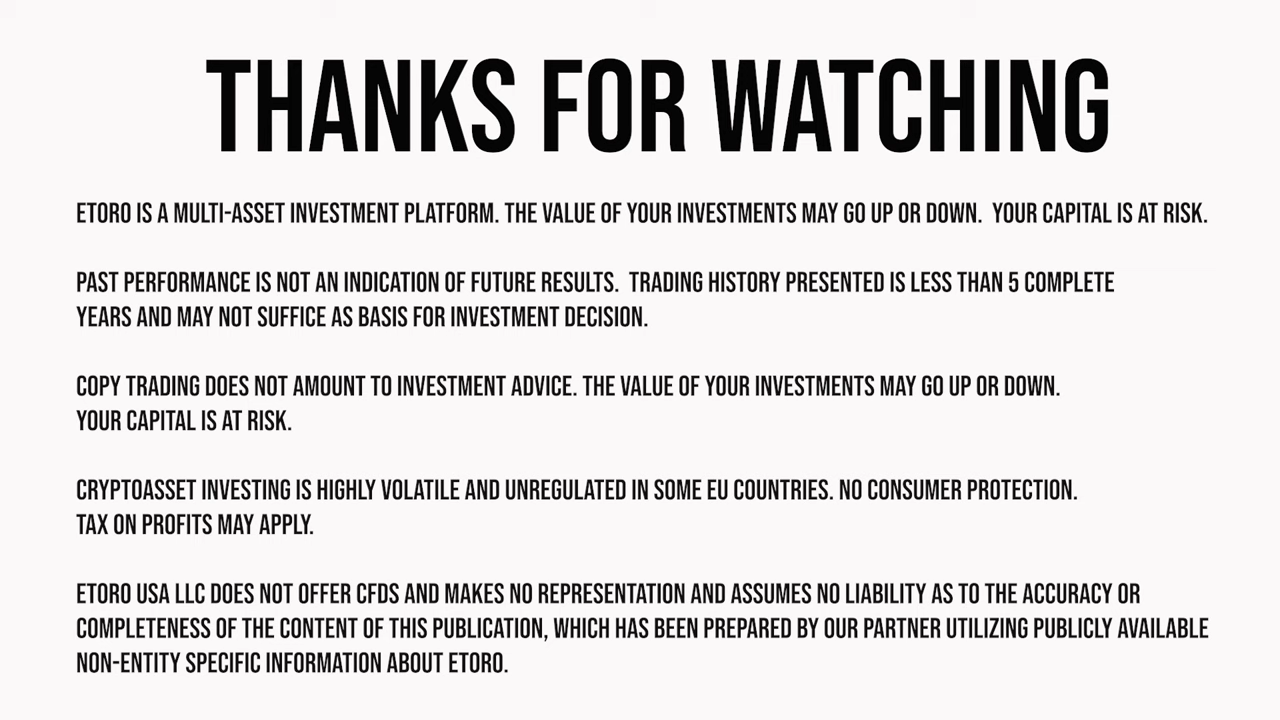 THANKS FOR WATCHING
ETORO IS A MULTI-ASSET INVESTMENT PLATFORM. THE VALUE OF YOUR INVESTMENTS MAY GO UP OR DOWN.  YOUR CAPITAL IS AT RISK.
PAST PERFORMANCE IS NOT AN INDICATION OF FUTURE RESULTS.  TRADING HISTORY PRESENTED IS LESS THAN 5 COMPLETE
YEARS AND MAY NOT SUFFICE AS BASIS FOR INVESTMENT DECISION.
COPY TRADING DOES NOT AMOUNT TO INVESTMENT ADVICE. THE VALUE OF YOUR INVESTMENTS MAY GO UP OR DOWN.
YOUR CAPITAL IS AT RISK.
CRYPTOASSET INVESTING IS HIGHLY VOLATILE AND UNREGULATED IN SOME EU COUNTRIES. NO CONSUMER PROTECTION.
TAX ON PROFITS MAY APPLY.
ETORO USA LLC DOES NOT OFFER CFDS AND MAKES NO REPRESENTATION AND ASSUMES NO LIABILITY AS TO THE ACCURACY OR
COMPLETENESS OF THE CONTENT OF THIS PUBLICATION, WHICH HAS BEEN PREPARED BY OUR PARTNER UTILIZING PUBLICLY AVAILABLE
NON-ENTITY SPECIFIC INFORMATION ABOUT ETORO.